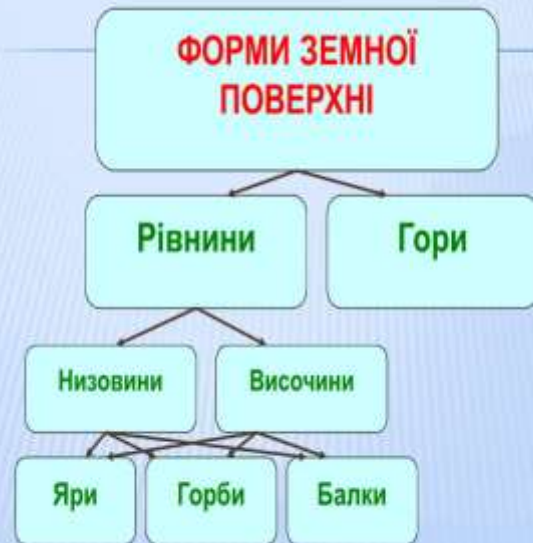 ФОРМИ ЗЕМНОЇ
ПОВЕРХНІ
Рівнини
Гори
Низовини
Височини
Яри
Горби
Балки